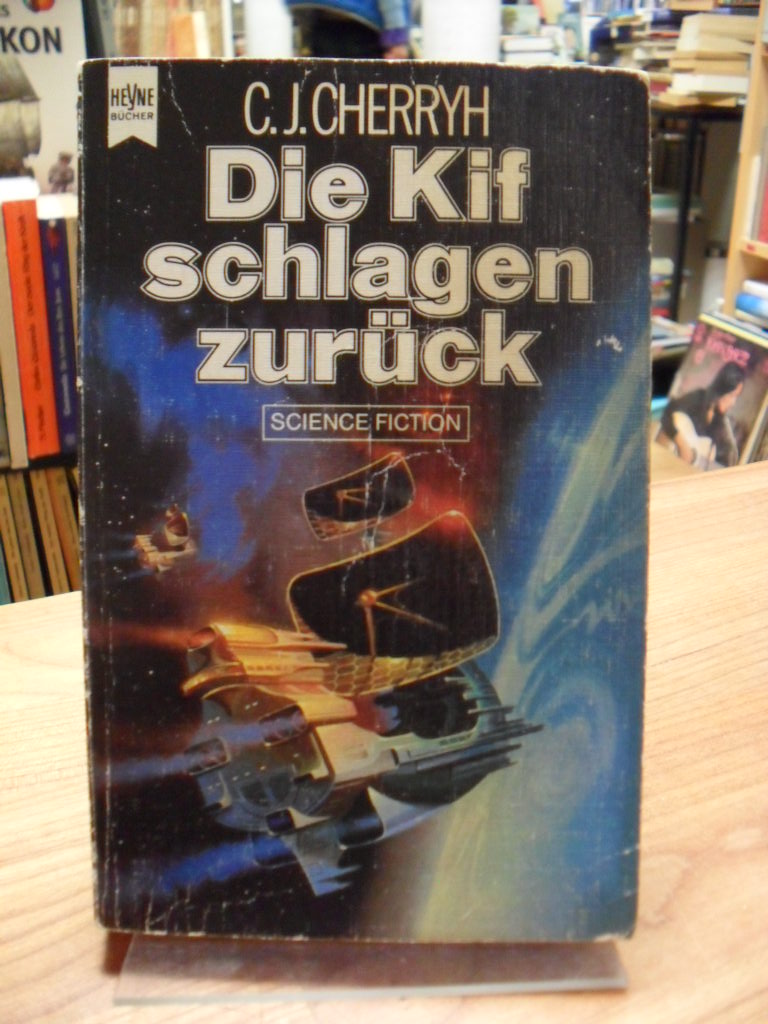 KON
HEYNE
BÜCHER
C. J. CHERRYH
Die Kif
schlagen
zurück
SCIENCE FICTION